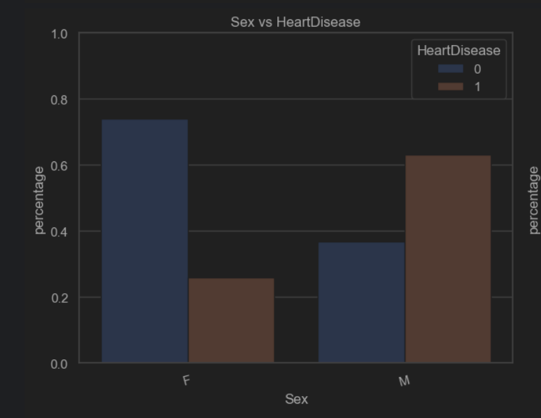 Sex vs HeartDisease
1.0
0.8
0.6
0.4
0.2
0.0
percentage
HeartDisease
0
1
F
M
Sex
percentage